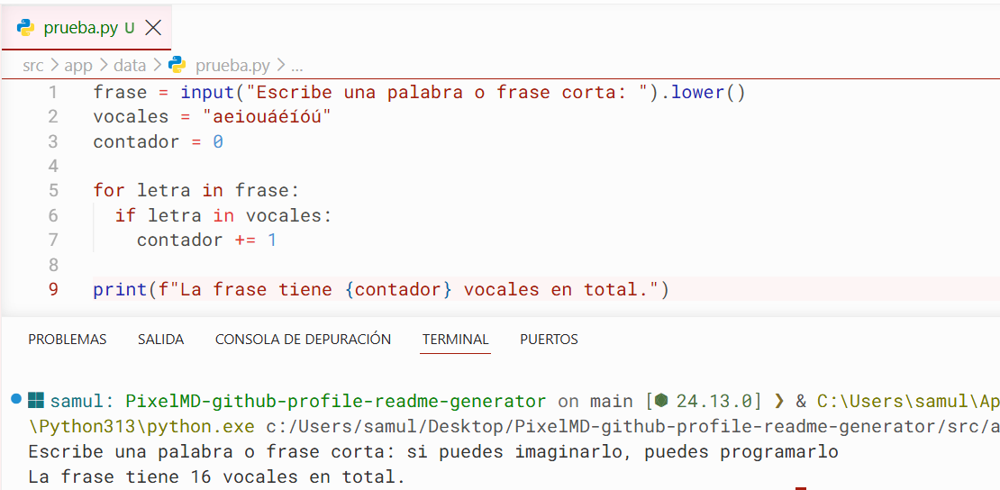 prueba.py U
src > app > data > prueba.py > ...
1 frase = input("Escribe una palabra o frase corta: ").lower()
2 vocales = "aeiouáéíóú"
3 contador = 0
4
5 for letra in frase:
6   if letra in vocales:
7     contador += 1
8
9 print(f"La frase tiene {contador} vocales en total.")
PROBLEMAS SALIDA CONSOLA DE DEPURACIÓN TERMINAL PUERTOS
samul: PixelMD-github-profile-readme-generator on main [⬢ 24.13.0] ❯ & C:\Users\samul\Ap
\Python313\python.exe c:/Users/samul/Desktop/PixelMD-github-profile-readme-generator/src/a
Escribe una palabra o frase corta: si puedes imaginarlo, puedes programarlo
La frase tiene 16 vocales en total.